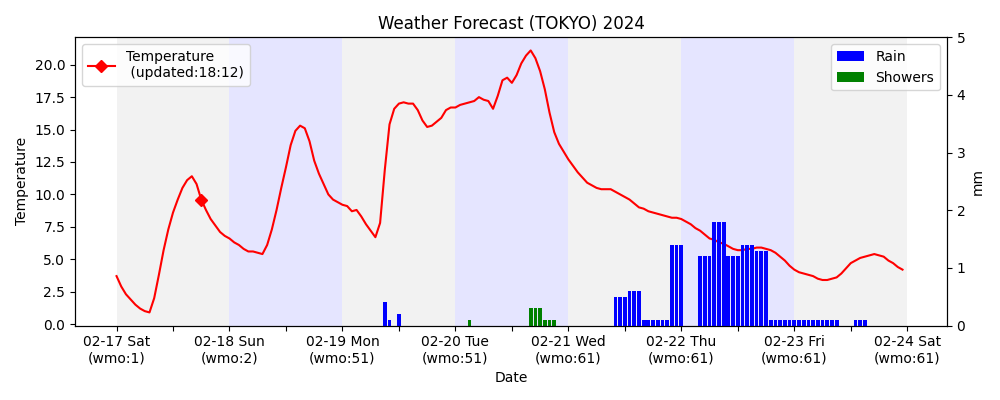 Weather Forecast (TOKYO) 2024
Temperature
(updated:18:12)
Rain
Showers
20.0
17.5
15.0
12.5
10.0
7.5
5.0
2.5
0.0
Temperature
5
4
3
2
1
0
mm
02-17 Sat
(wmo:1)
02-18 Sun
(wmo:2)
02-19 Mon
(wmo:51)
02-20 Tue
(wmo:51)
02-21 Wed
(wmo:61)
02-22 Thu
(wmo:61)
02-23 Fri
(wmo:61)
02-24 Sat
(wmo:61)
Date